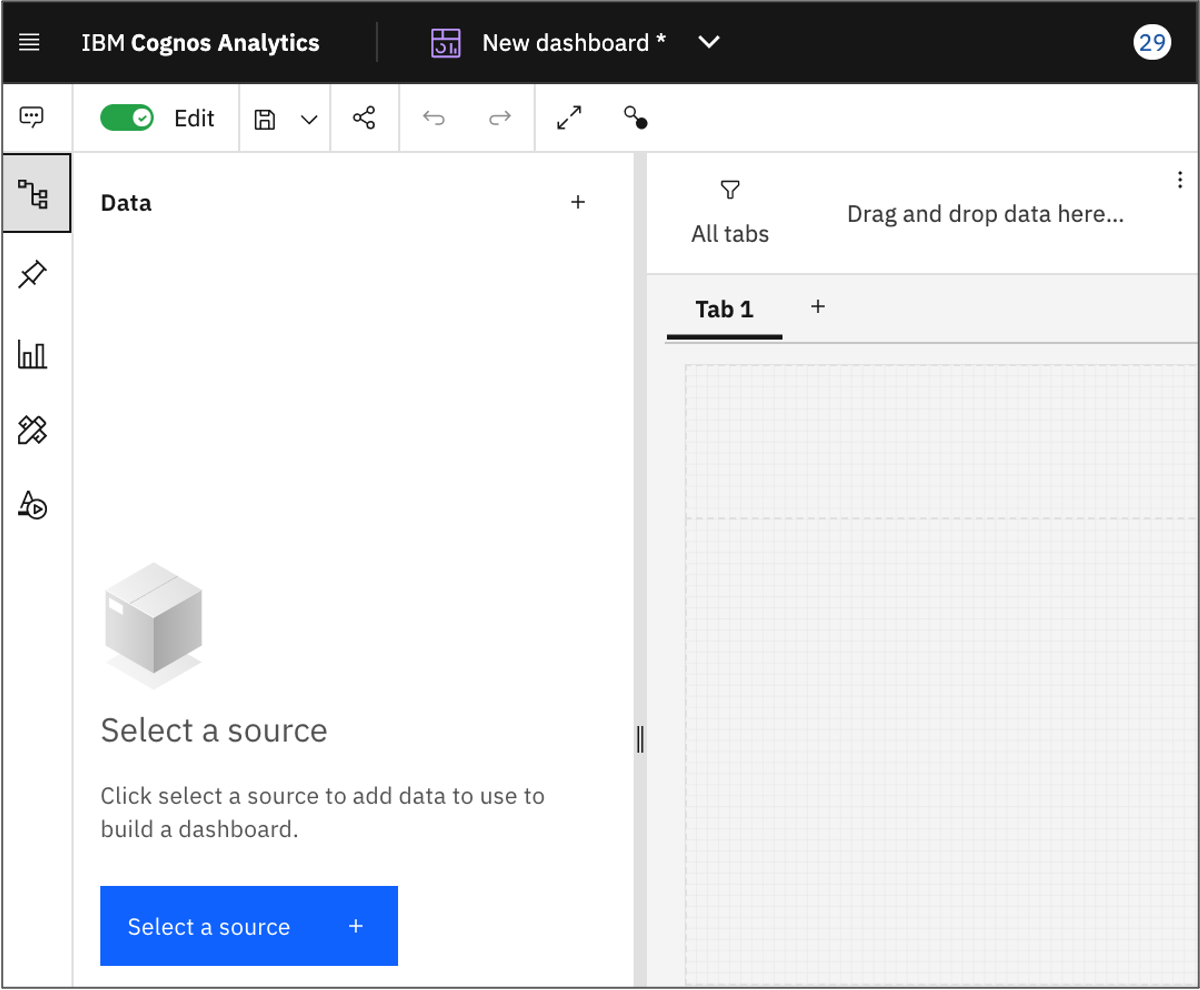 IBM Cognos Analytics
New dashboard *
29
Edit
Data
All tabs
Drag and drop data here...
Tab 1
Select a source
Click select a source to add data to use to
build a dashboard.
Select a source +